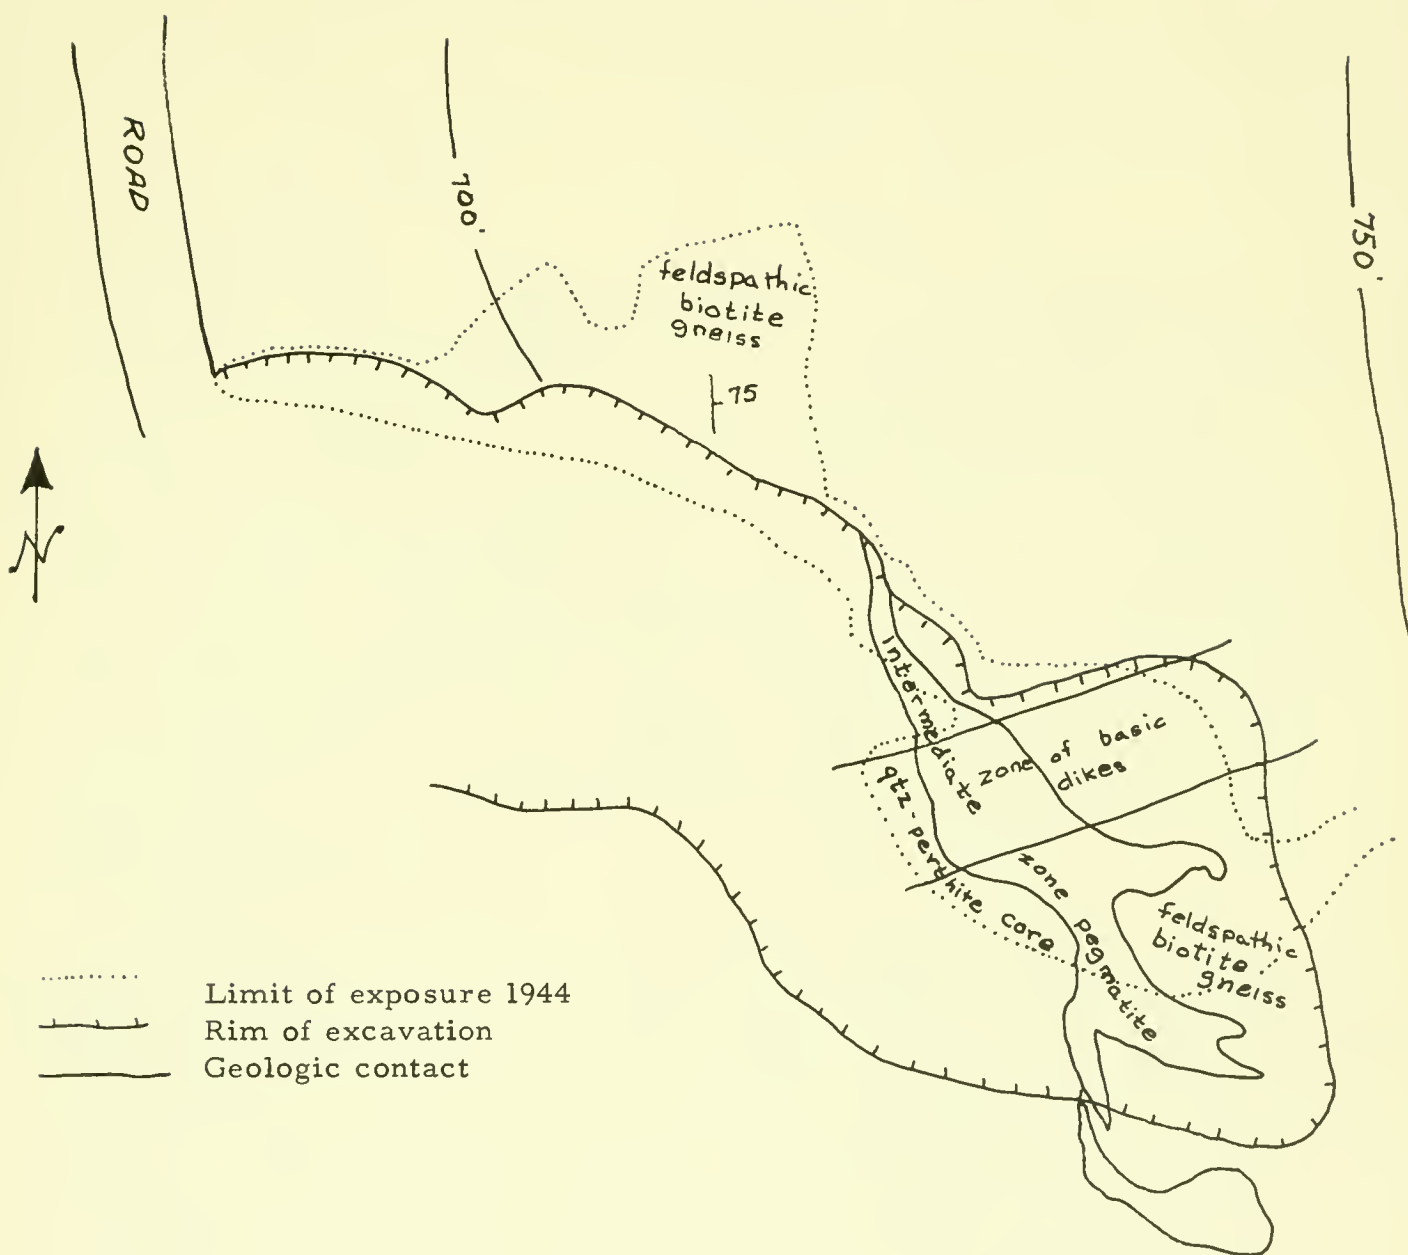 ROAD
700'
750'
feldspathic
biotite
gneiss
75
N
Intermediate
zone of basic
dikes
qtz-perthite core
zone pegmatite
feldspathic
biotite
gneiss
Limit of exposure 1944
Rim of excavation
Geologic contact